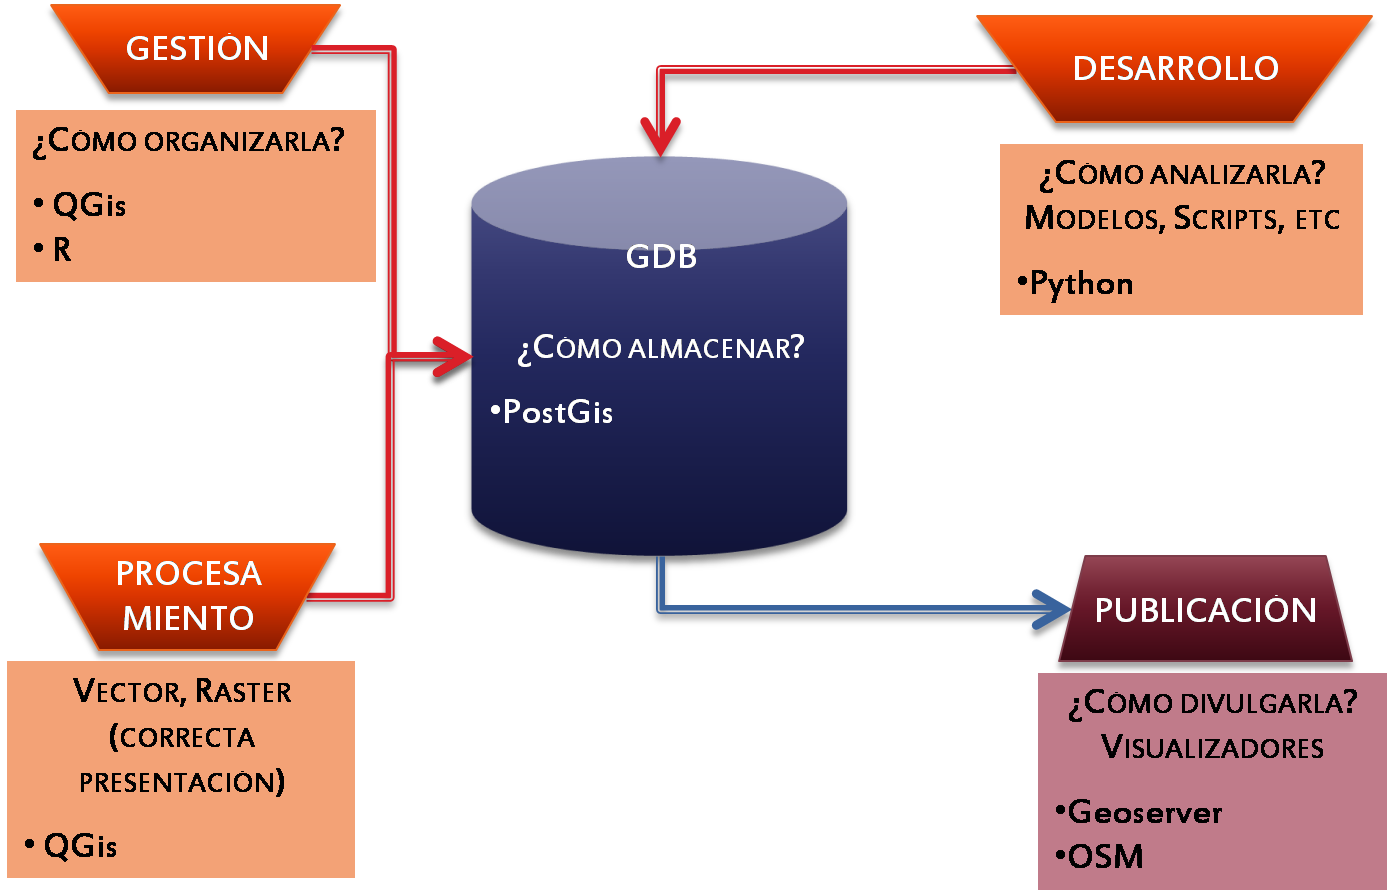 GESTIÓN
¿CÓMO ORGANIZARLA?
• QGis
• R
DESARROLLO
¿CÓMO ANALIZARLA?
MODELOS, SCRIPTS, ETC
•Python
GDB
¿CÓMO ALMACENAR?
•PostGis
PROCESA
MIENTO
VECTOR, RASTER
(CORRECTA
PRESENTACIÓN)
• QGis
PUBLICACIÓN
¿CÓMO DIVULGARLA?
VISUALIZADORES
•Geoserver
•OSM